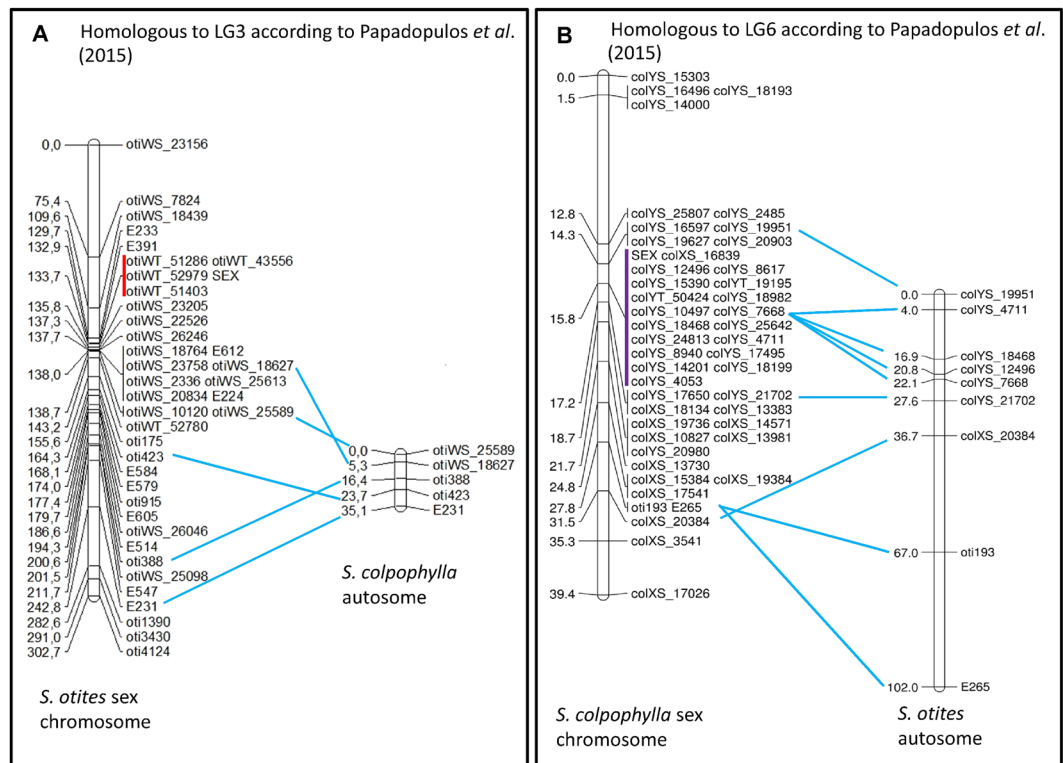 A Homologous to LG3 according to Papadopulos et al.
(2015)
0,0 otiWS_23156
75,4 otiWS_7824
109,6 otiWS_18439
129,7 E233
132,9 E391
otiWT_51286 otiWT_43556
133,7 otiWT_52979 SEX
otiWT_51403
135,8 otiWS_23205
137,3 otiWS_22526
137,7 otiWS_26246
otiWS_18764 E612
otiWS_23758 otiWS_18627
138,0 otiWS_2336 otiWS_25613
otiWS_20834 E224
138,7 otiWS_10120 otiWS_25589
143,2 otiWT_52780
155,6 oti175
164,3 oti423
168,1 E584
174,0 E579
177,4 oti915
179,7 E605
186,6 otiWS_26046
194,3 E514
200,6 oti388
201,5 otiWS_25098
211,7 E547
242,8 E231
282,6 oti1390
291,0 oti3430
302,7 oti4124
S. otites sex
chromosome
0,0 otiWS_25589
5,3 otiWS_18627
16,4 oti388
23,7 oti423
35,1 E231
S. colpophylla
autosome
B Homologous to LG6 according to Papadopulos et al.
(2015)
0.0 colYS_15303
1.5 colYS_16496 colYS_18193
colYS_14000
12.8 colYS_25807 colYS_2485
14.3 colYS_16597 colYS_19951
colYS_19627 colYS_20903
SEX colXS_16839
colYS_12496 colYS_8617
colYS_15390 colYT_19195
colYT_50424 colYS_18982
15.8 colYS_10497 colYS_7668
colYS_18468 colYS_25642
colYS_24813 colYS_4711
colYS_8940 colYS_17495
colYS_14201 colYS_18199
colYS_4053
17.2 colYS_17650 colYS_21702
colXS_18134 colYS_13383
colXS_19736 colXS_14571
18.7 colXS_10827 colXS_13981
colYS_20980
21.7 colXS_13730
24.8 colXS_15384 colXS_19384
colXS_17541
27.8 oti193 E265
31.5 colXS_20384
35.3 colXS_3541
39.4 colXS_17026
S. colpophylla sex
chromosome
0.0 colYS_19951
4.0 colYS_4711
16.9 colYS_18468
20.8 colYS_12496
22.1 colYS_7668
27.6 colYS_21702
36.7 colXS_20384
67.0 oti193
102.0 E265
S. otites
autosome